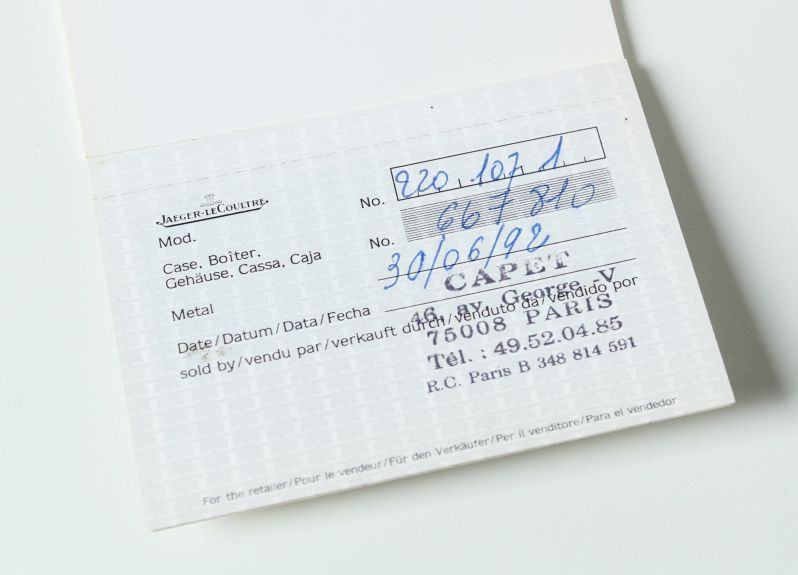 JAEGER-LECOULTRE
Mod. No. 220.107.1
Case, Boîter,
Gehäuse, Cassa, Caja No. 667 810
Metal 30/06/92
Date/Datum/Data/Fecha
sold by/vendu par/verkauft durch/venduto da/vendido por
CAPET
46, av. George-V
75008 PARIS
Tél. : 49.52.04.85
R.C. Paris B 348 814 591
For the retailer/Pour le vendeur/Für den Verkäufer/Per il venditore/Para el vendedor